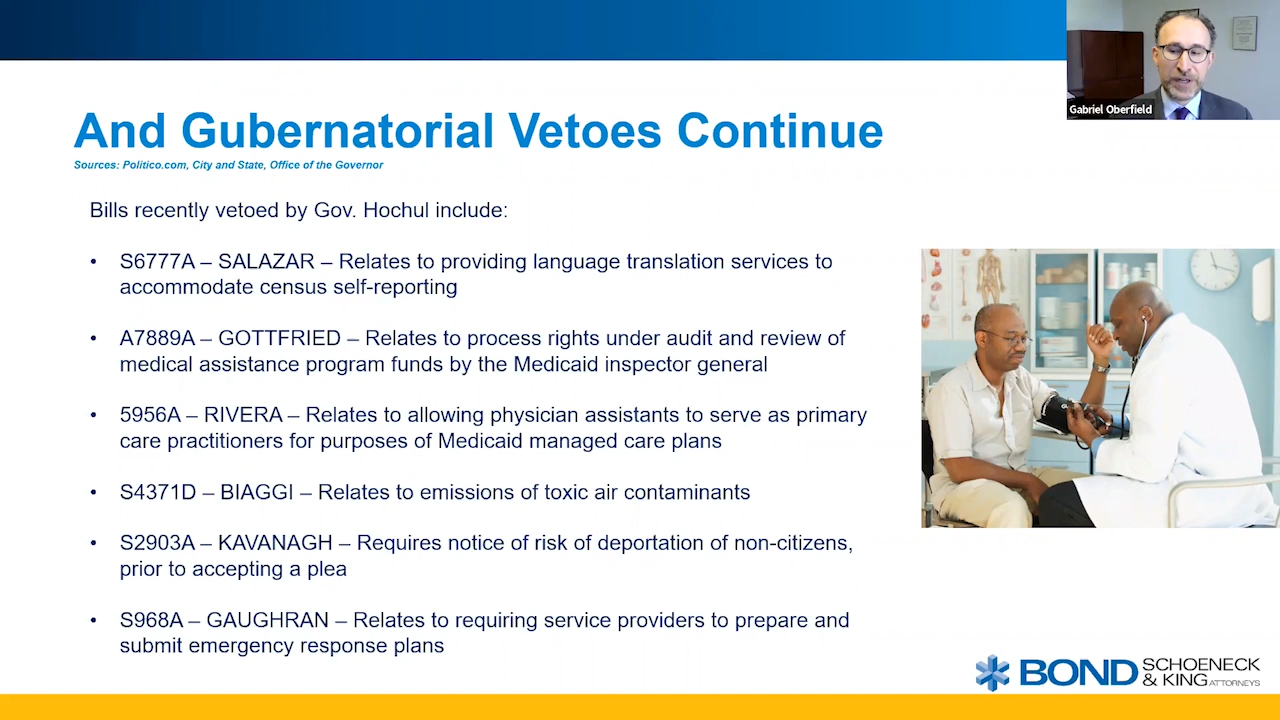 Gabriel Oberfield
And Gubernatorial Vetoes Continue
Sources: Politico.com, City and State, Office of the Governor
Bills recently vetoed by Gov. Hochul include:
• S6777A – SALAZAR – Relates to providing language translation services to
accommodate census self-reporting
• A7889A – GOTTFRIED – Relates to process rights under audit and review of
medical assistance program funds by the Medicaid inspector general
• 5956A – RIVERA – Relates to allowing physician assistants to serve as primary
care practitioners for purposes of Medicaid managed care plans
• S4371D – BIAGGI – Relates to emissions of toxic air contaminants
• S2903A – KAVANAGH – Requires notice of risk of deportation of non-citizens,
prior to accepting a plea
• S968A – GAUGHRAN – Relates to requiring service providers to prepare and
submit emergency response plans
BOND SCHOENECK
& KING ATTORNEYS